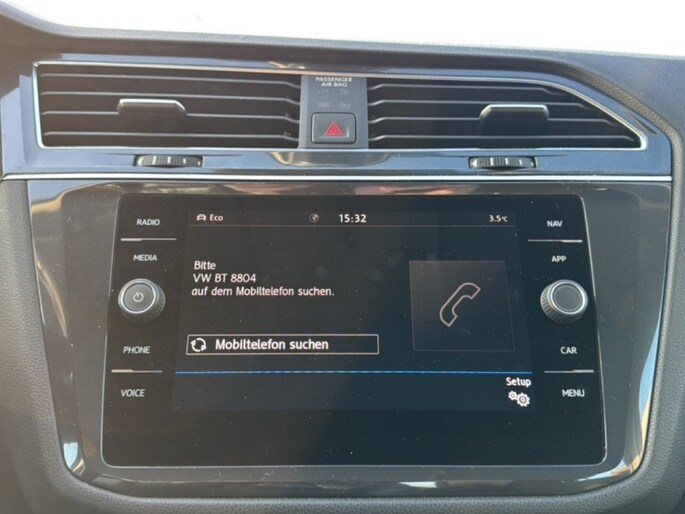 PASSENGER
AIR BAG
RADIO
MEDIA
PHONE
VOICE
Eco
15:32
3.5°C
Bitte
VW BT 8804
auf dem Mobiltelefon suchen.
Mobiltelefon suchen
Setup
NAV
APP
CAR
MENU